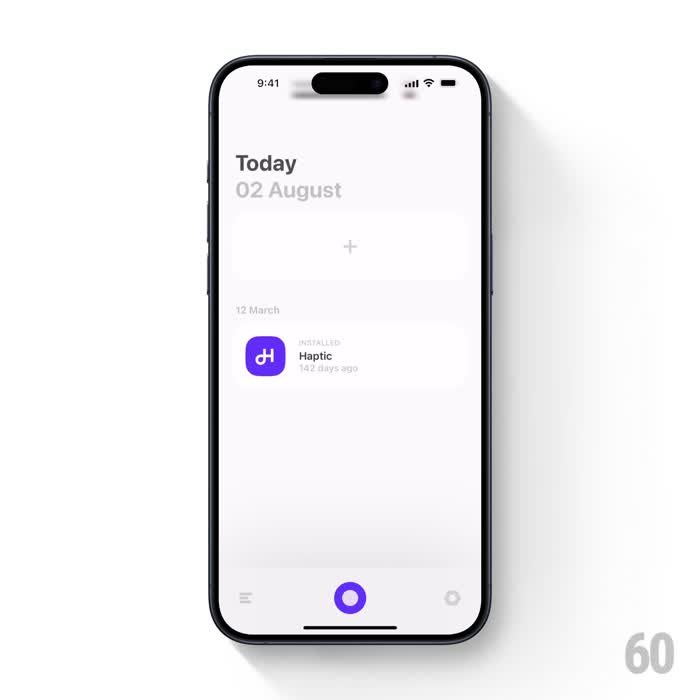 9:41
Today
02 August
+
12 March
INSTALLED
Haptic
142 days ago
60